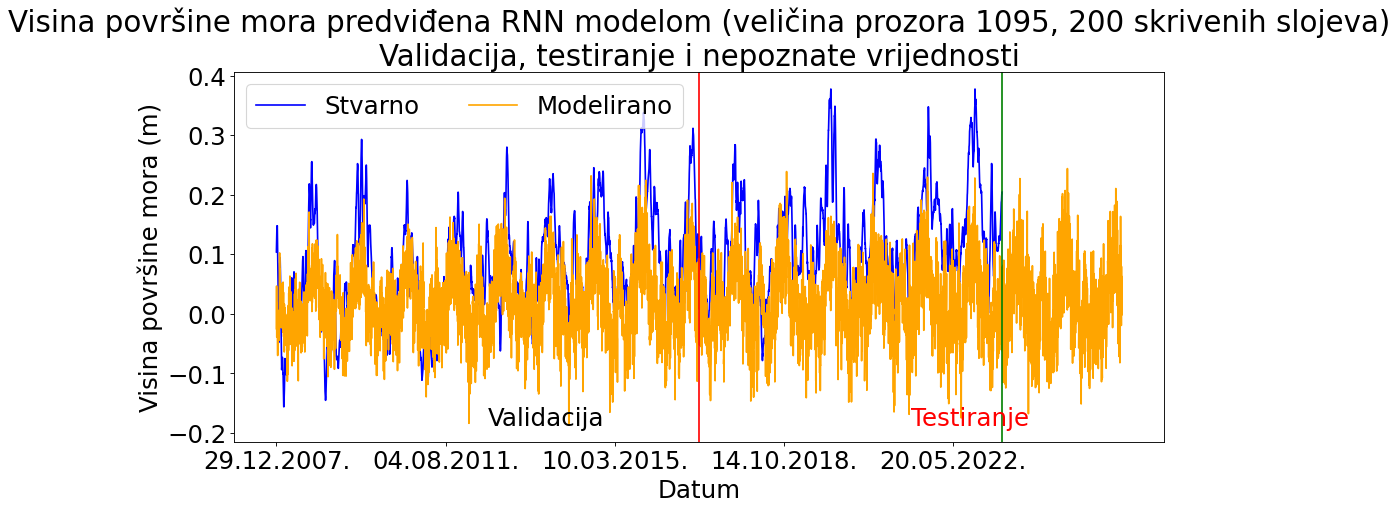 Visina površine mora predviđena RNN modelom (veličina prozora 1095, 200 skrivenih slojeva)
Validacija, testiranje i nepoznate vrijednosti
Stvarno Modelirano
Visina površine mora (m)
0.4
0.3
0.2
0.1
0.0
−0.1
−0.2
Validacija
Testiranje
29.12.2007. 04.08.2011. 10.03.2015. 14.10.2018. 20.05.2022.
Datum